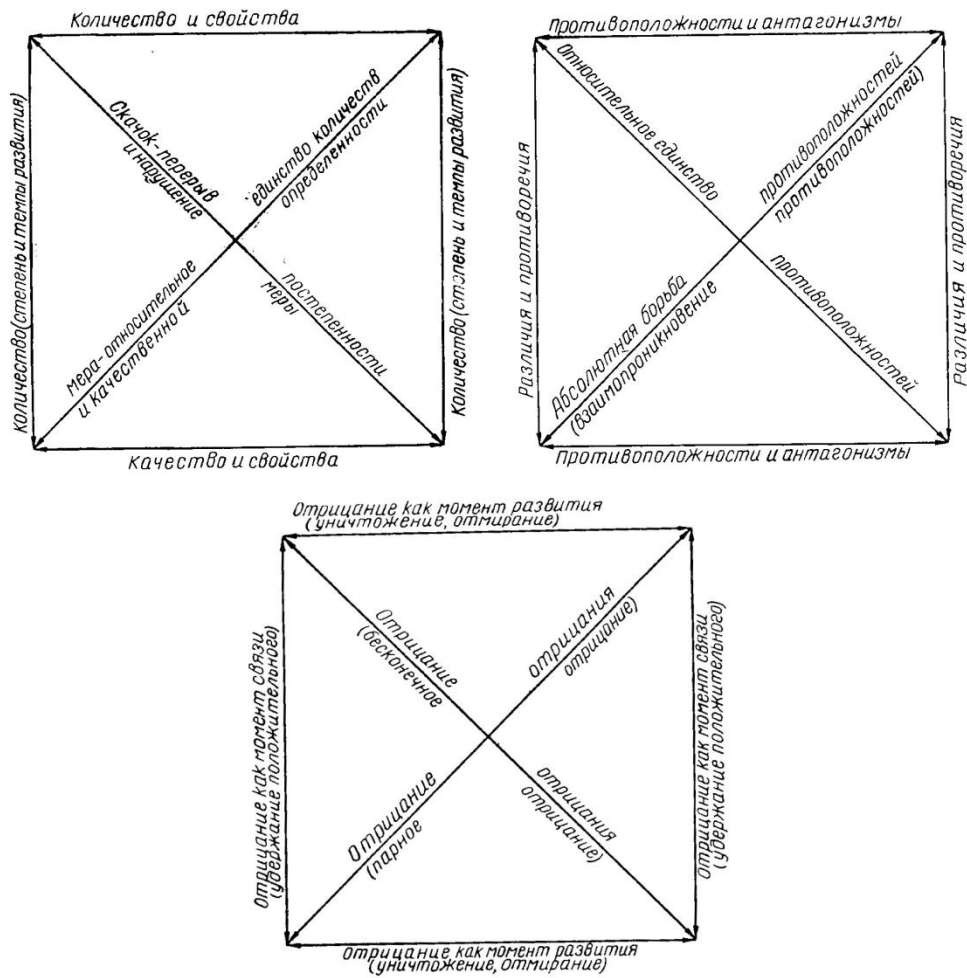 Количество и свойства
Количество (степень и темпы развития)
Скачок-перерыв
и нарушение
единство количеств
определенности
Количество (степень и темпы развития)
Мера-относительное
и качественной
постепенности
меры
Качество и свойства
Противоположности и антагонизмы
Различия и противоречия
Относительное единство
противоположностей
противоположностей)
Различия и противоречия
Абсолютная борьба
(взаимопроникновение
противоположностей
Противоположности и антагонизмы
Отрицание как момент развития
(уничтожение, отмирание)
Отрицание как момент связи
(удержание положительного)
Отрицание
(бесконечное
отрицания
отрицание)
Отрицание как момент связи
(удержание положительного)
Отрицание
(парное
отрицания
отрицание)
Отрицание как момент развития
(уничтожение, отмирание)